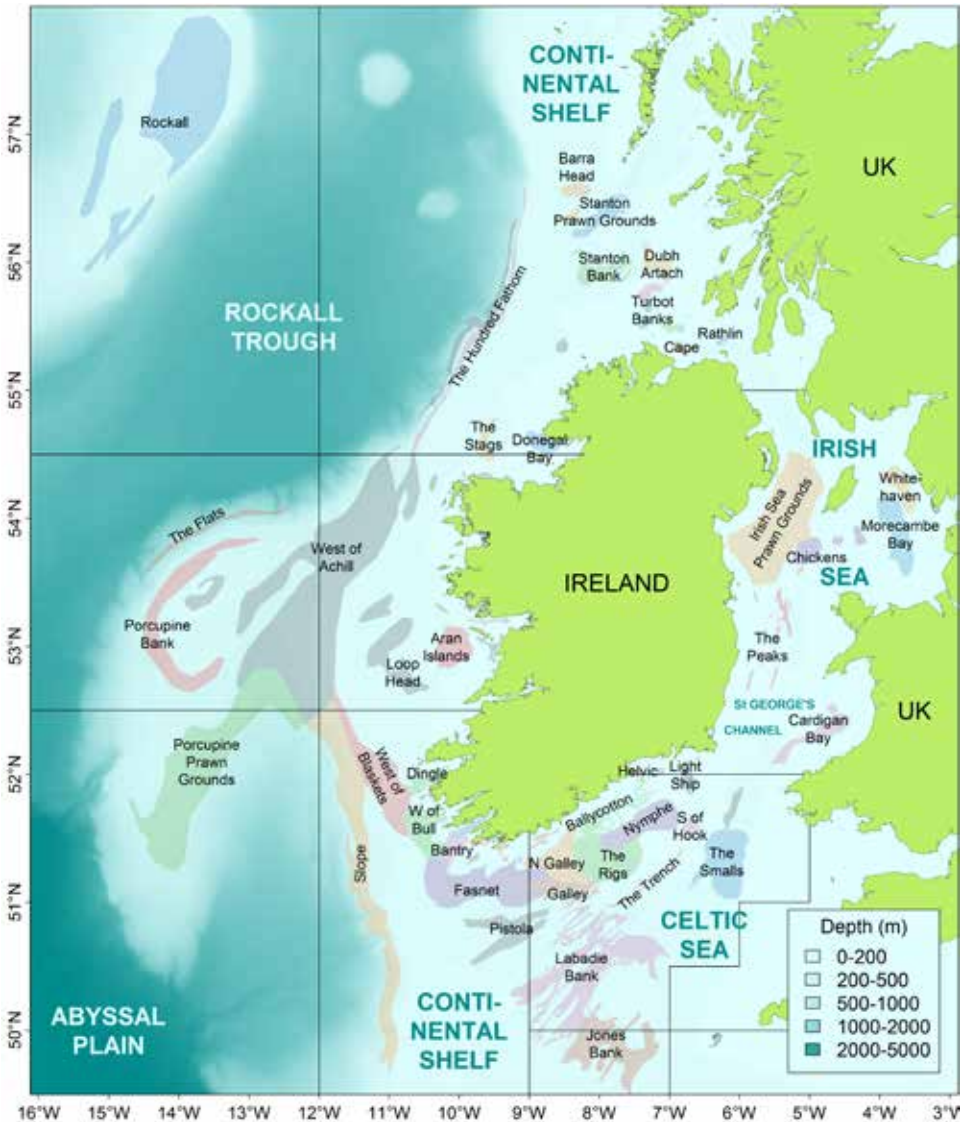 CONTI-
NENTAL
SHELF
Rockall
57°N
Barra
Head
UK
Stanton
Prawn Grounds
56°N
Stanton
Bank
Dubh
Artach
Turbot
Banks
ROCKALL
TROUGH
The Hundred Fathom
Rathlin
Cape
55°N
The
Stags
Donegal
Bay
IRISH
White-
haven
54°N
The Flats
Irish Sea
Prawn Grounds
Morecambe
Bay
West of
Achill
Chickens
SEA
IRELAND
Porcupine
Bank
53°N
Aran
Islands
The
Peaks
Loop
Head
St GEORGE'S
CHANNEL
Cardigan
Bay
UK
Porcupine
Prawn
Grounds
52°N
West of
Blaskets
Dingle
Helvic
Light
Ship
W of
Bull
Ballycotton
Nymphe
S of
Hook
Bantry
Slope
N Galley
The
Rigs
The
Smalls
51°N
Fasnet
Galley
The Trench
Pistola
CELTIC
SEA
Labadie
Bank
50°N
ABYSSAL
PLAIN
CONTI-
NENTAL
SHELF
Jones
Bank
Depth (m)
0-200
200-500
500-1000
1000-2000
2000-5000
16°W 15°W 14°W 13°W 12°W 11°W 10°W 9°W 8°W 7°W 6°W 5°W 4°W 3°W